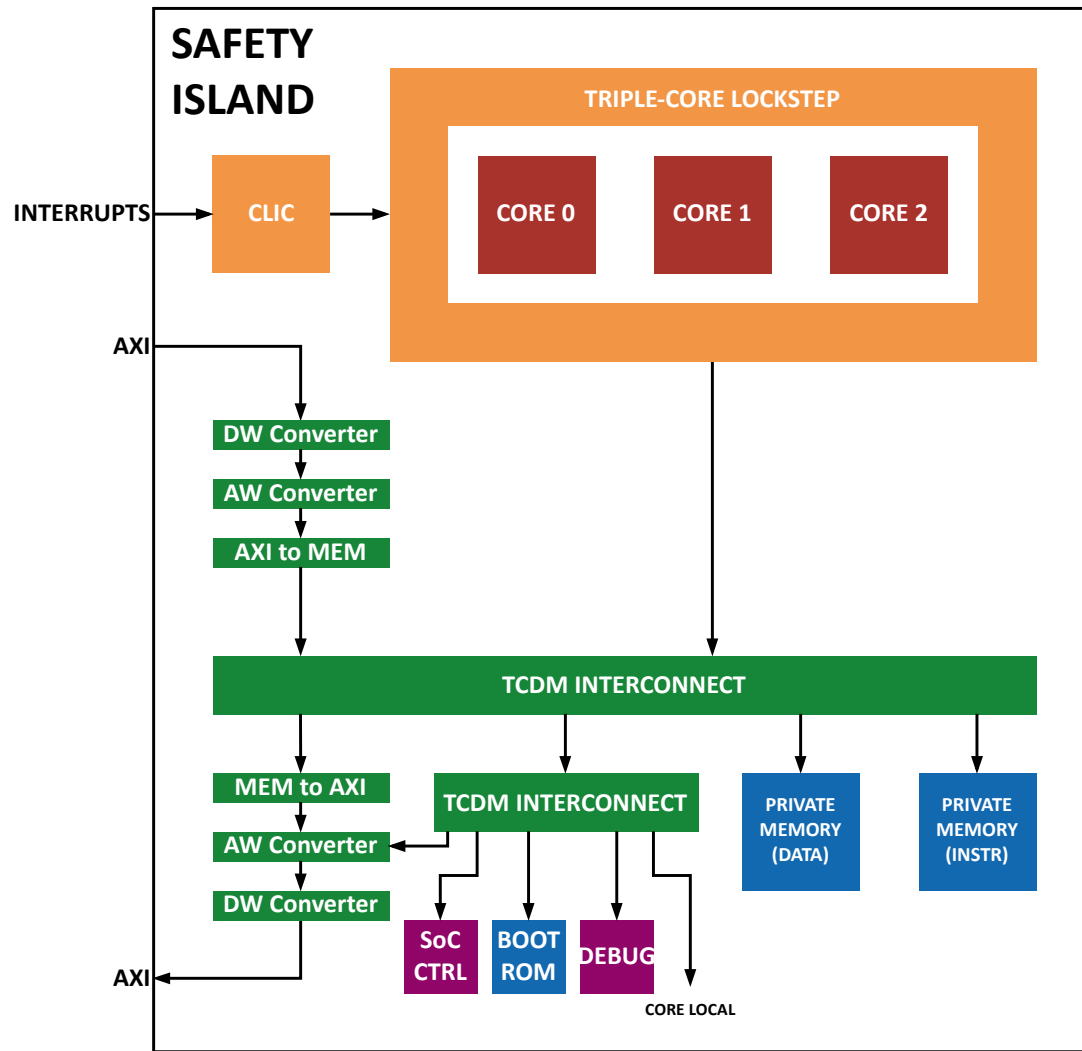 SAFETY
ISLAND
TRIPLE-CORE LOCKSTEP
INTERRUPTS
CLIC
CORE 0
CORE 1
CORE 2
AXI
DW Converter
AW Converter
AXI to MEM
TCDM INTERCONNECT
MEM to AXI
AW Converter
DW Converter
AXI
TCDM INTERCONNECT
SoC
CTRL
BOOT
ROM
DEBUG
CORE LOCAL
PRIVATE
MEMORY
(DATA)
PRIVATE
MEMORY
(INSTR)